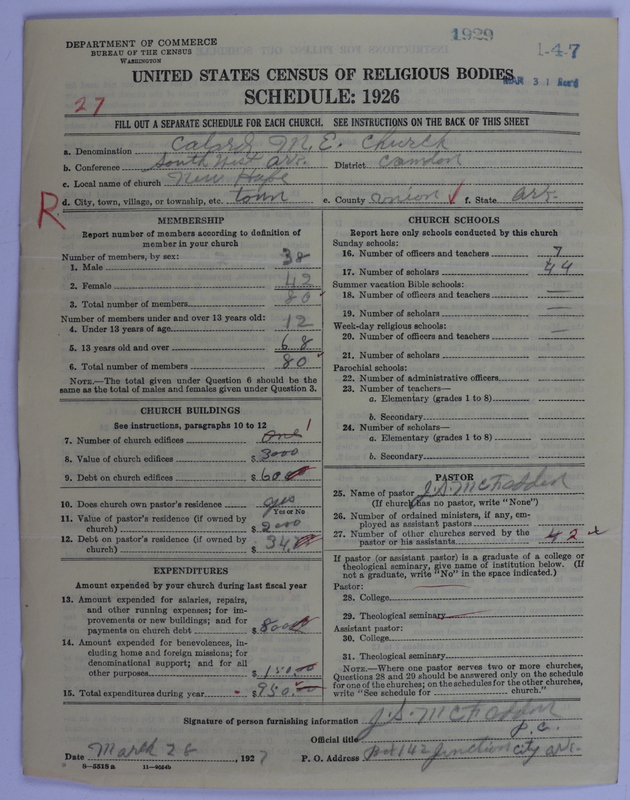 DEPARTMENT OF COMMERCE
BUREAU OF THE CENSUS
WASHINGTON
1929
1-4-7
UNITED STATES CENSUS OF RELIGIOUS BODIES
MAR 31 Rec'd
SCHEDULE: 1926
27
FILL OUT A SEPARATE SCHEDULE FOR EACH CHURCH. SEE INSTRUCTIONS ON THE BACK OF THIS SHEET
a. Denomination Colord M. E. Church
b. Conference South West Ark. District Camden
c. Local name of church New Hope
R d. City, town, village, or township, etc. town e. County Union ✓ f. State Ark.
MEMBERSHIP
Report number of members according to definition of
member in your church
Number of members, by sex:
1. Male 38
2. Female 42
3. Total number of members 80
Number of members under and over 13 years old:
4. Under 13 years of age 12
5. 13 years old and over 68
6. Total number of members 80
NOTE.—The total given under Question 6 should be the
same as the total of males and females given under Question 3.
CHURCH BUILDINGS
See instructions, paragraphs 10 to 12
7. Number of church edifices one 1
8. Value of church edifices $ 3000
9. Debt on church edifices $ 60
10. Does church own pastor's residence yes
Yes or No
11. Value of pastor's residence (if owned by
church) $ 2000
12. Debt on pastor's residence (if owned by
church) $ 34
EXPENDITURES
Amount expended by your church during last fiscal year
13. Amount expended for salaries, repairs,
and other running expenses; for im-
provements or new buildings; and for
payments on church debt $ 800
14. Amount expended for benevolences, in-
cluding home and foreign missions; for
denominational support; and for all
other purposes $ 150
15. Total expenditures during year $ 950
CHURCH SCHOOLS
Report here only schools conducted by this church
Sunday schools:
16. Number of officers and teachers 7
17. Number of scholars 44
Summer vacation Bible schools:
18. Number of officers and teachers —
19. Number of scholars —
Week-day religious schools:
20. Number of officers and teachers —
21. Number of scholars
Parochial schools:
22. Number of administrative officers
23. Number of teachers—
a. Elementary (grades 1 to 8)
b. Secondary
24. Number of scholars—
a. Elementary (grades 1 to 8)
b. Secondary
PASTOR
25. Name of pastor J. S. McFadden
(If church has no pastor, write "None")
26. Number of ordained ministers, if any, em-
ployed as assistant pastors
27. Number of other churches served by the
pastor or his assistants 2
If pastor (or assistant pastor) is a graduate of a college or
theological seminary, give name of institution below. (If
not a graduate, write "No" in the space indicated.)
Pastor:
28. College
29. Theological seminary
Assistant pastor:
30. College
31. Theological seminary
NOTE.—Where one pastor serves two or more churches,
Questions 28 and 29 should be answered only on the schedule
for one of the churches; on the schedules for the other churches,
write "See schedule for church."
Signature of person furnishing information J. S. McFadden
Official title P. C.
Date March 28, 1927 P. O. Address Box 142 Junction City Ark.
8—5518a 11—9054b